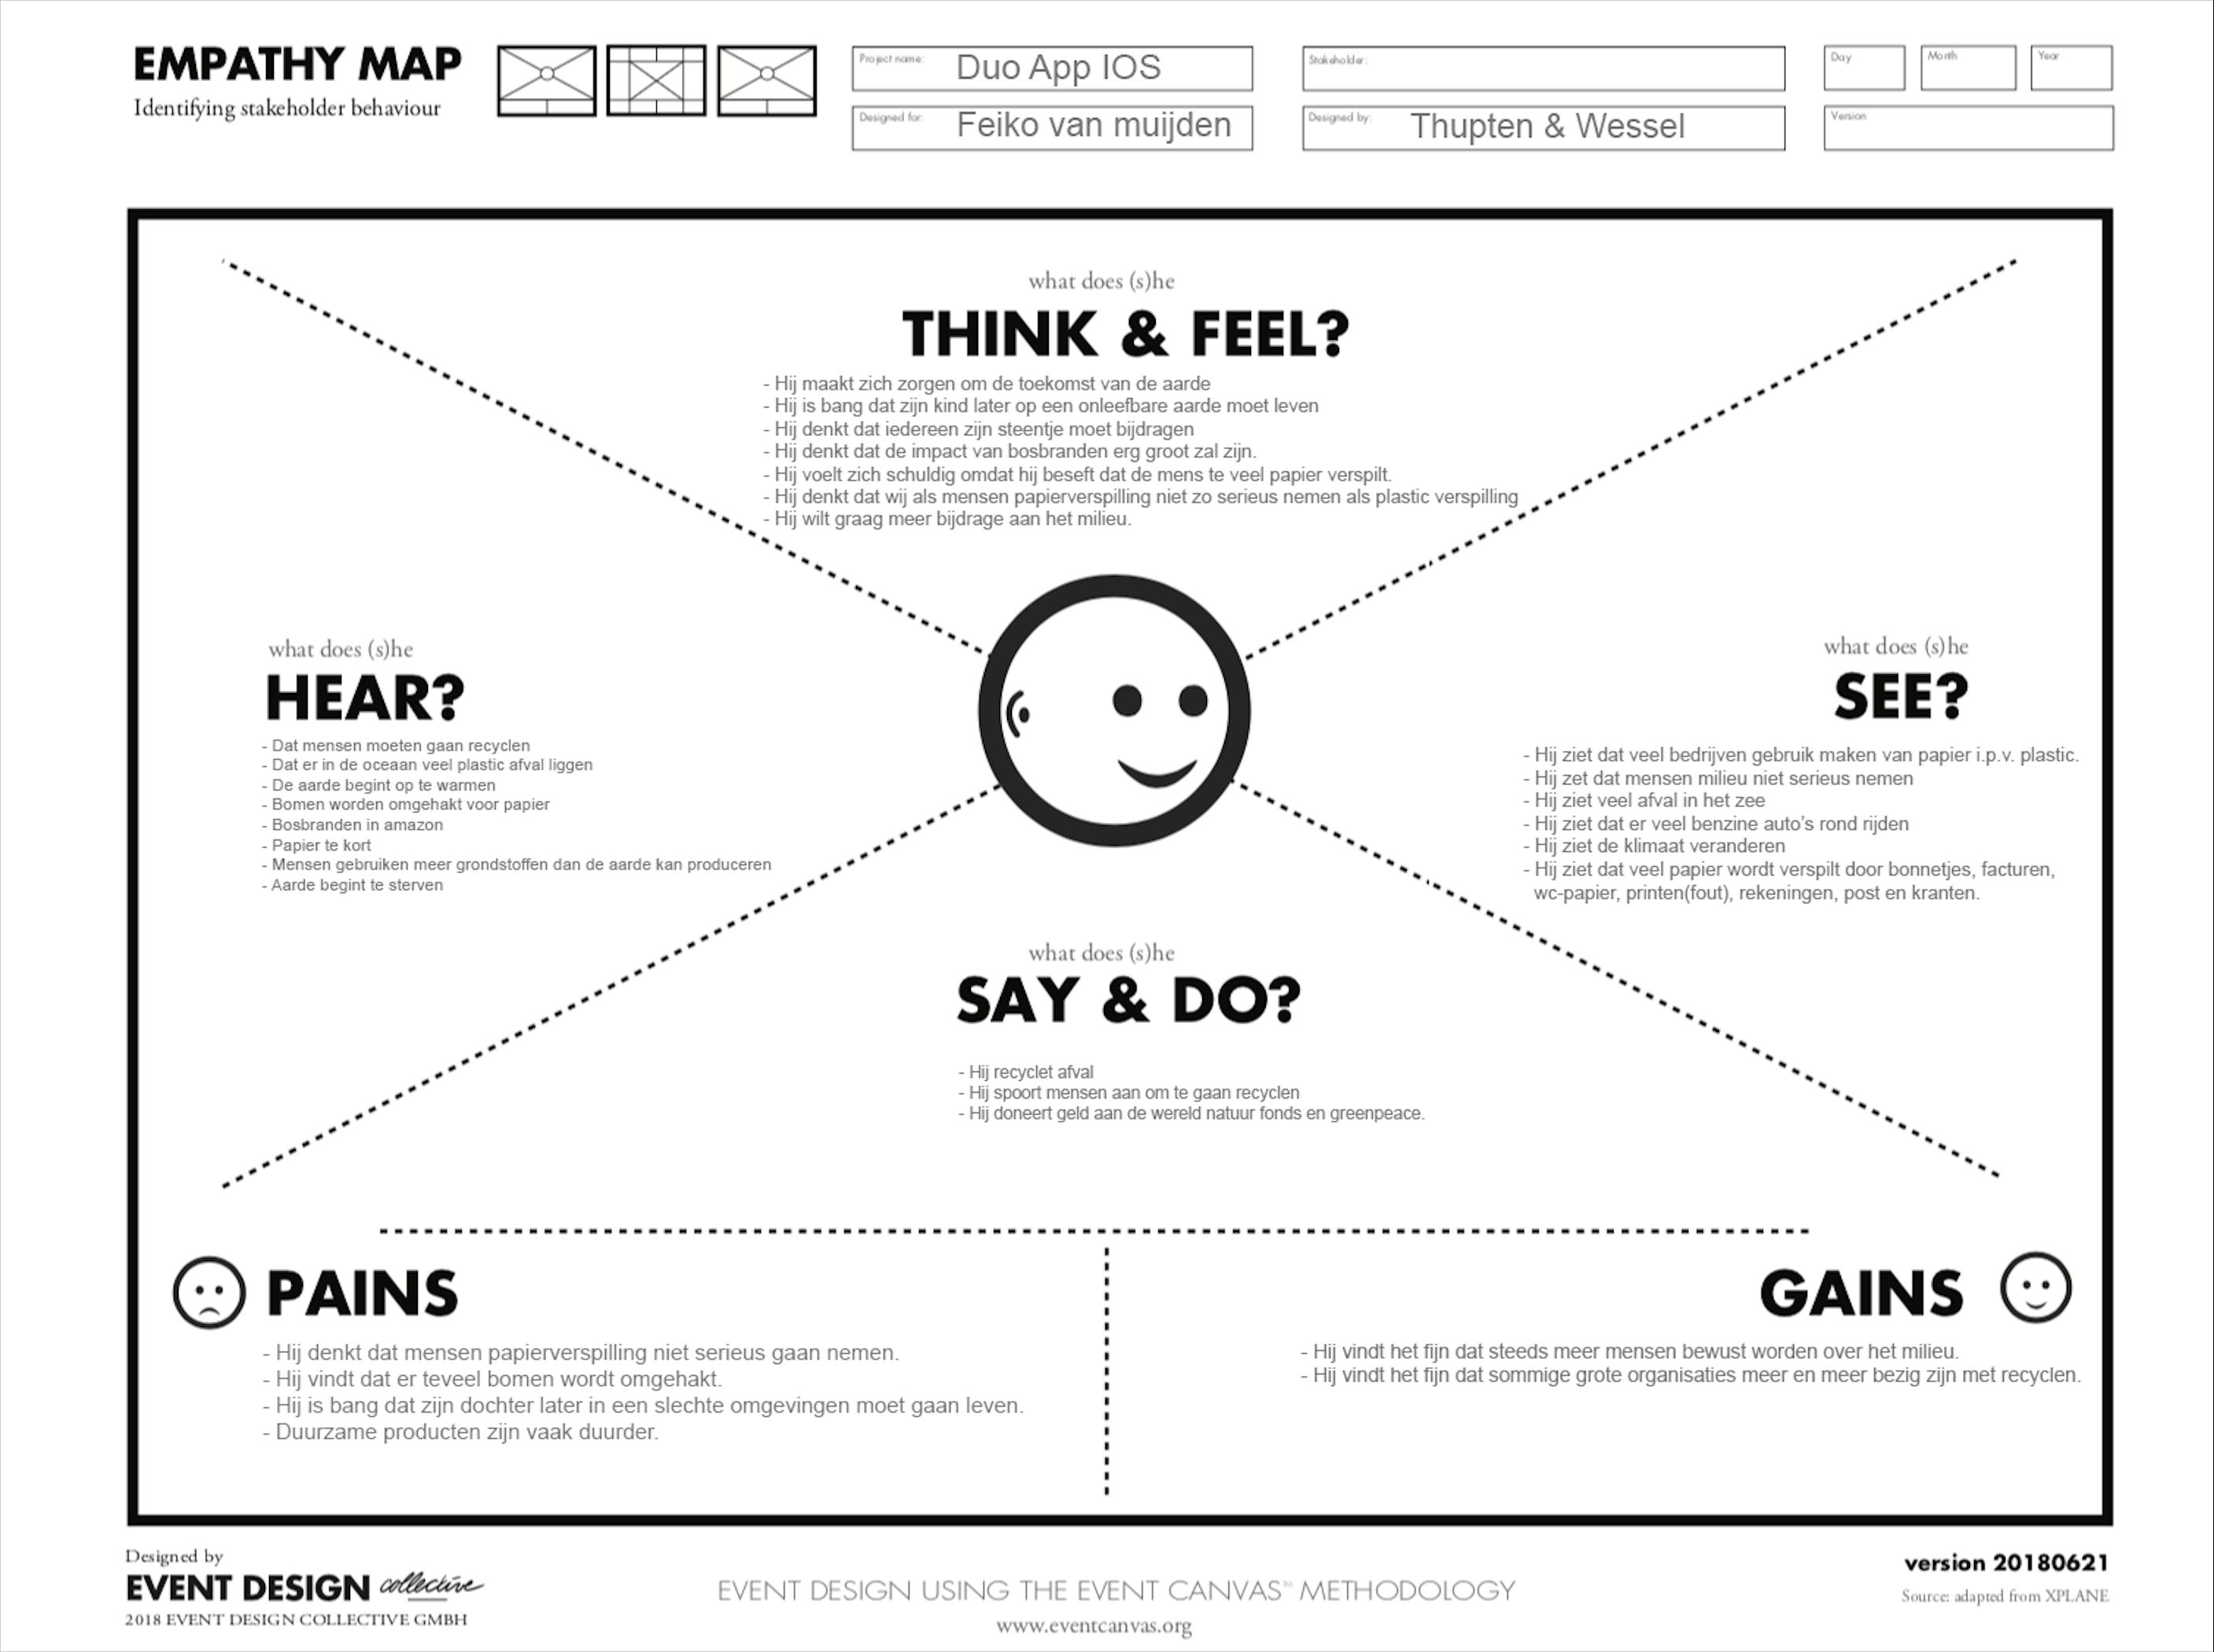 EMPATHY MAP
Identifying stakeholder behaviour
Project name: Duo App IOS
Designed for: Feiko van muijden
Stakeholder:
Designed by: Thupten & Wessel
Day
Month
Year
Version
what does (s)he
THINK & FEEL?
- Hij maakt zich zorgen om de toekomst van de aarde
- Hij is bang dat zijn kind later op een onleefbare aarde moet leven
- Hij denkt dat iedereen zijn steentje moet bijdragen
- Hij denkt dat de impact van bosbranden erg groot zal zijn.
- Hij voelt zich schuldig omdat hij beseft dat de mens te veel papier verspilt.
- Hij denkt dat wij als mensen papierverspilling niet zo serieus nemen als plastic verspilling
- Hij wilt graag meer bijdrage aan het milieu.
what does (s)he
HEAR?
- Dat mensen moeten gaan recyclen
- Dat er in de oceaan veel plastic afval liggen
- De aarde begint op te warmen
- Bomen worden omgehakt voor papier
- Bosbranden in amazon
- Papier te kort
- Mensen gebruiken meer grondstoffen dan de aarde kan produceren
- Aarde begint te sterven
what does (s)he
SEE?
- Hij ziet dat veel bedrijven gebruik maken van papier i.p.v. plastic.
- Hij zet dat mensen milieu niet serieus nemen
- Hij ziet veel afval in het zee
- Hij ziet dat er veel benzine auto's rond rijden
- Hij ziet de klimaat veranderen
- Hij ziet dat veel papier wordt verspilt door bonnetjes, facturen,
wc-papier, printen(fout), rekeningen, post en kranten.
what does (s)he
SAY & DO?
- Hij recyclet afval
- Hij spoort mensen aan om te gaan recyclen
- Hij doneert geld aan de wereld natuur fonds en greenpeace.
PAINS
- Hij denkt dat mensen papierverspilling niet serieus gaan nemen.
- Hij vindt dat er teveel bomen wordt omgehakt.
- Hij is bang dat zijn dochter later in een slechte omgevingen moet gaan leven.
- Duurzame producten zijn vaak duurder.
GAINS
- Hij vindt het fijn dat steeds meer mensen bewust worden over het milieu.
- Hij vindt het fijn dat sommige grote organisaties meer en meer bezig zijn met recyclen.
Designed by
EVENT DESIGN collective
2018 EVENT DESIGN COLLECTIVE GMBH
EVENT DESIGN USING THE EVENT CANVAS™ METHODOLOGY
www.eventcanvas.org
version 20180621
Source: adapted from XPLANE